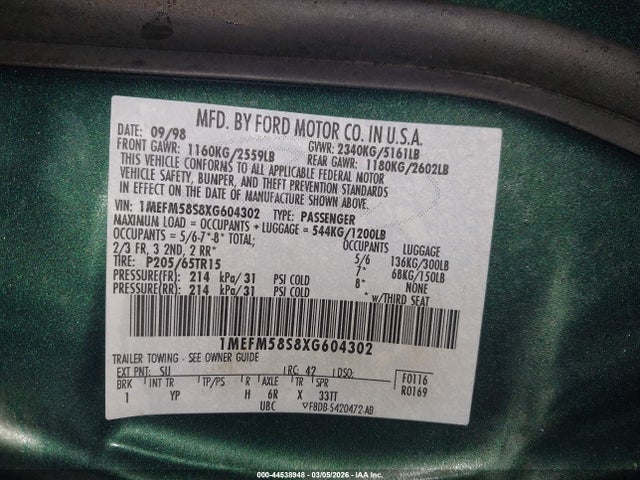 MFD. BY FORD MOTOR CO. IN U.S.A.
DATE: 09/98 GVWR: 2340KG/5161LB
FRONT GAWR: 1160KG/2559LB REAR GAWR: 1180KG/2602LB
THIS VEHICLE CONFORMS TO ALL APPLICABLE FEDERAL MOTOR
VEHICLE SAFETY, BUMPER, AND THEFT PREVENTION STANDARDS
IN EFFECT ON THE DATE OF MANUFACTURE SHOWN ABOVE.
VIN: 1MEFM58S8XG604302 TYPE: PASSENGER
MAXIMUM LOAD = OCCUPANTS + LUGGAGE = 544KG/1200LB
OCCUPANTS = 5/6-7*-8* TOTAL; OCCUPANTS LUGGAGE
2/3 FR, 3 2ND, 2 RR* 5/6 136KG/300LB
TIRE: P205/65TR15 7* 68KG/150LB
PRESSURE(FR) = 214 kPa/31 PSI COLD 8* NONE
PRESSURE(RR) = 214 kPa/31 PSI COLD * w/THIRD SEAT
1MEFM58S8XG604302
TRAILER TOWING - SEE OWNER GUIDE
EXT PNT: SU RC: 42 DSO: F0116
BRK INT TR TP/PS R AXLE TR SPR R0169
1 YP H 6R X 33TT
UBC F8DB-5420472-AB
000-44538948 - 03/05/2026 - IAA Inc.